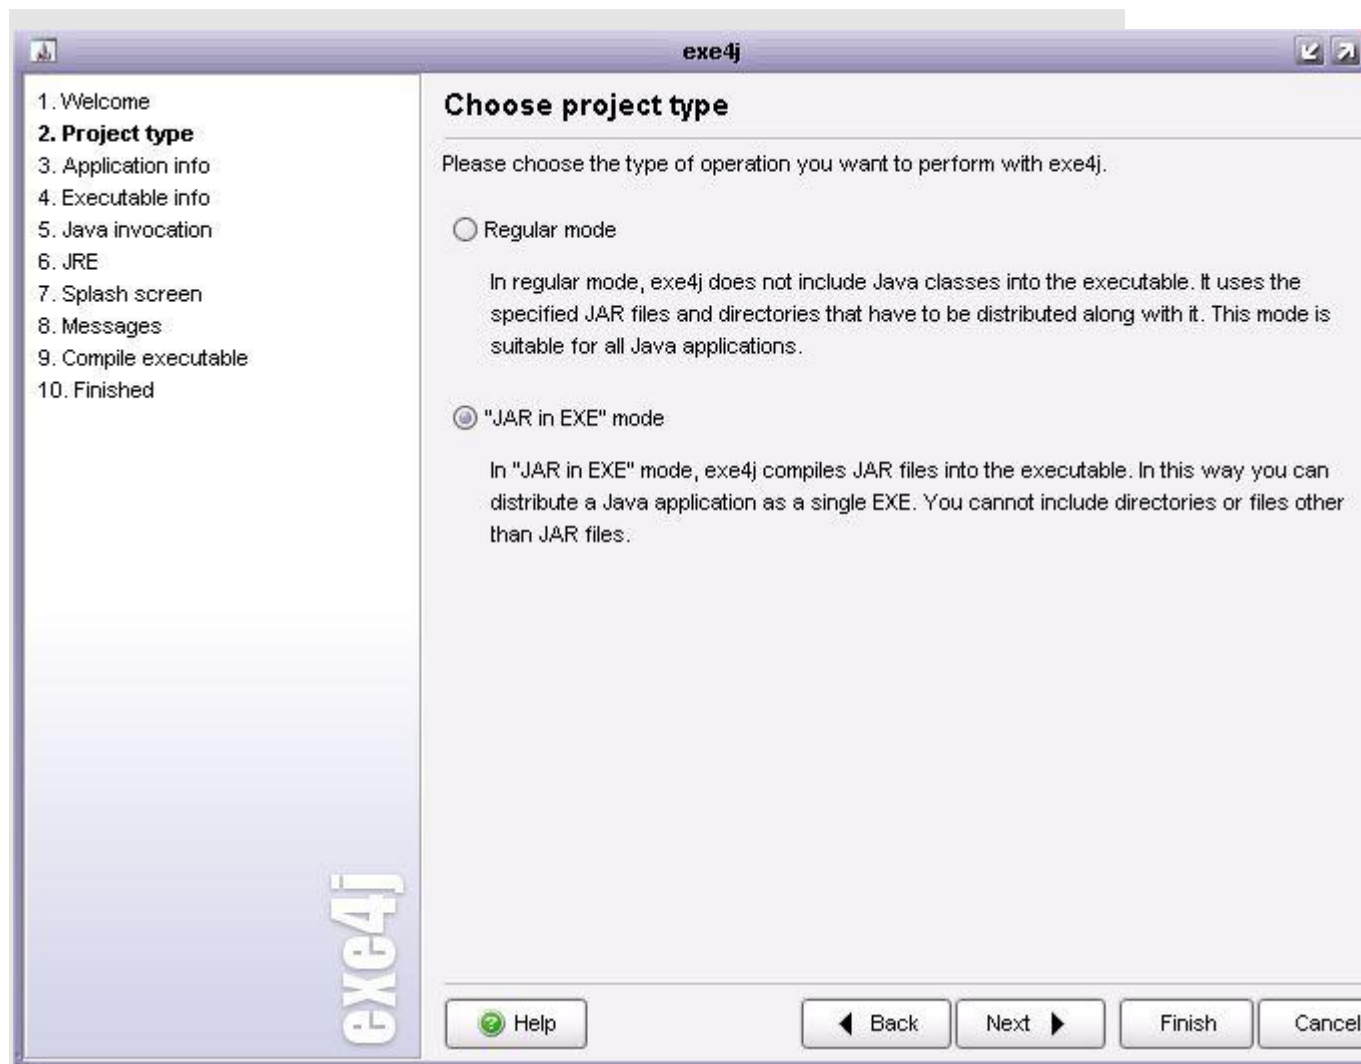 exe4j
1. Welcome
2. Project type
3. Application info
4. Executable info
5. Java invocation
6. JRE
7. Splash screen
8. Messages
9. Compile executable
10. Finished
exe4j
Choose project type
Please choose the type of operation you want to perform with exe4j.
Regular mode
In regular mode, exe4j does not include Java classes into the executable. It uses the
specified JAR files and directories that have to be distributed along with it. This mode is
suitable for all Java applications.
"JAR in EXE" mode
In "JAR in EXE" mode, exe4j compiles JAR files into the executable. In this way you can
distribute a Java application as a single EXE. You cannot include directories or files other
than JAR files.
Help
Back
Next
Finish
Cancel